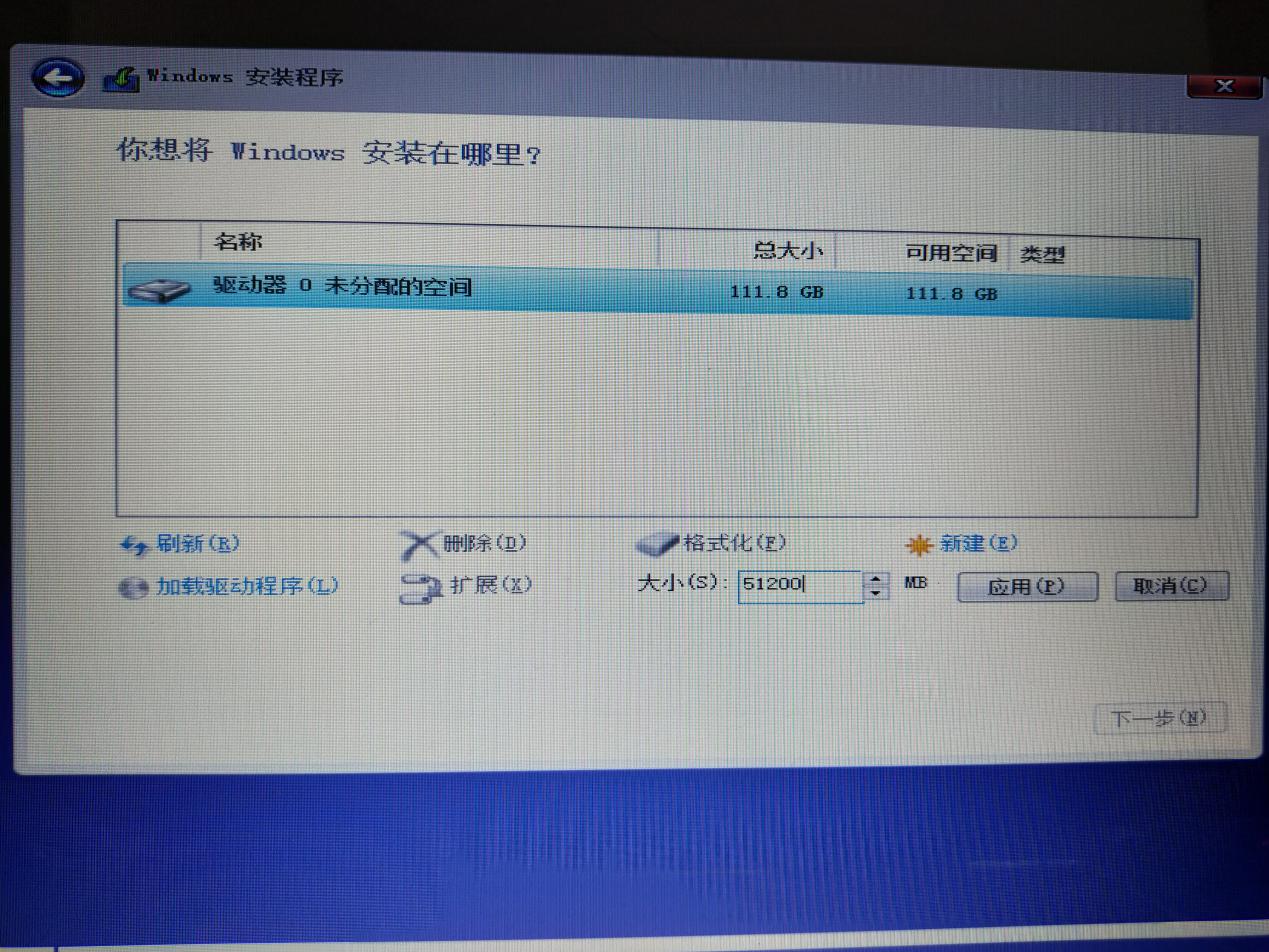 Windows 安装程序
你想将 Windows 安装在哪里?
名称 总大小 可用空间 类型
驱动器 0 未分配的空间 111.8 GB 111.8 GB
刷新(R) 删除(D) 格式化(F) 新建(E)
加载驱动程序(L) 扩展(X) 大小(S): 51200 MB 应用(P) 取消(C)
下一步(N)